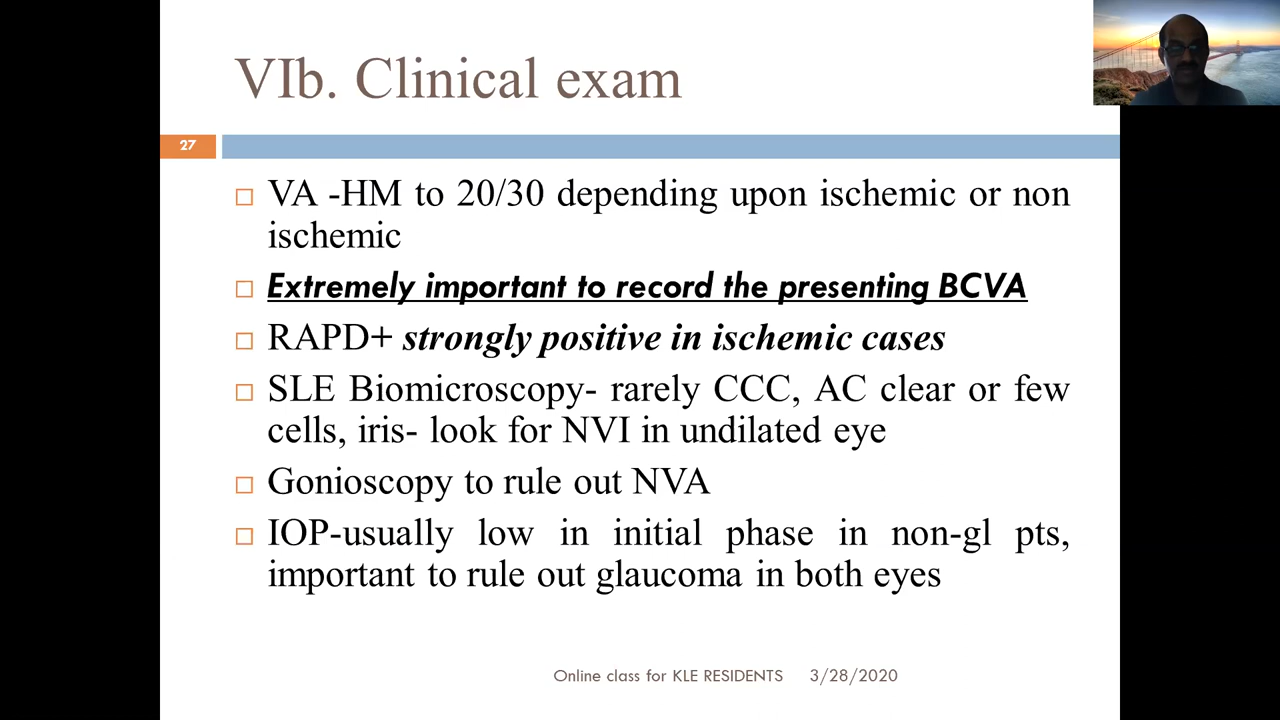 VIb. Clinical exam
27
VA -HM to 20/30 depending upon ischemic or non
ischemic
Extremely important to record the presenting BCVA
RAPD+ strongly positive in ischemic cases
SLE Biomicroscopy- rarely CCC, AC clear or few
cells, iris- look for NVI in undilated eye
Gonioscopy to rule out NVA
IOP-usually low in initial phase in non-gl pts,
important to rule out glaucoma in both eyes
Online class for KLE RESIDENTS 3/28/2020